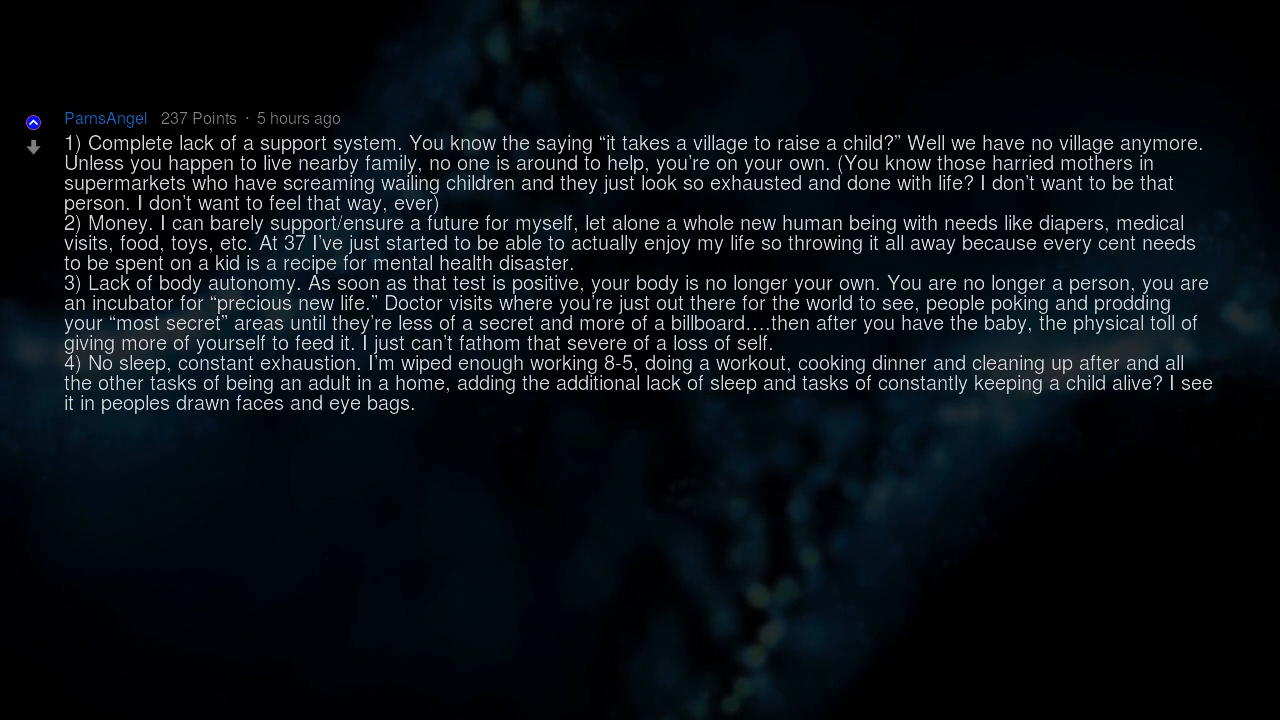 ParnsAngel 237 Points · 5 hours ago
1) Complete lack of a support system. You know the saying “it takes a village to raise a child?” Well we have no village anymore.
Unless you happen to live nearby family, no one is around to help, you’re on your own. (You know those harried mothers in
supermarkets who have screaming wailing children and they just look so exhausted and done with life? I don’t want to be that
person. I don’t want to feel that way, ever)
2) Money. I can barely support/ensure a future for myself, let alone a whole new human being with needs like diapers, medical
visits, food, toys, etc. At 37 I’ve just started to be able to actually enjoy my life so throwing it all away because every cent needs
to be spent on a kid is a recipe for mental health disaster.
3) Lack of body autonomy. As soon as that test is positive, your body is no longer your own. You are no longer a person, you are
an incubator for “precious new life.” Doctor visits where you’re just out there for the world to see, people poking and prodding
your “most secret” areas until they’re less of a secret and more of a billboard….then after you have the baby, the physical toll of
giving more of yourself to feed it. I just can’t fathom that severe of a loss of self.
4) No sleep, constant exhaustion. I’m wiped enough working 8-5, doing a workout, cooking dinner and cleaning up after and all
the other tasks of being an adult in a home, adding the additional lack of sleep and tasks of constantly keeping a child alive? I see
it in peoples drawn faces and eye bags.